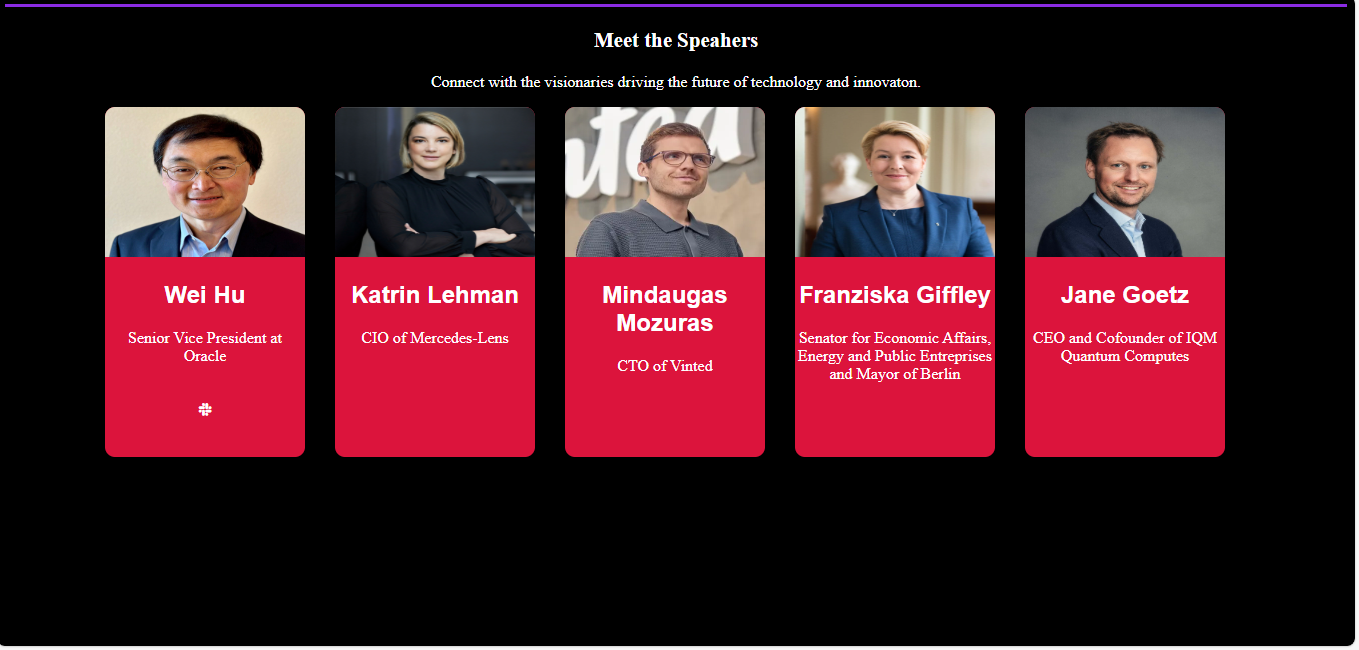 Meet the Speahers
Connect with the visionaries driving the future of technology and innovaton.
nted
Wei Hu
Senior Vice President at
Oracle
Katrin Lehman
CIO of Mercedes-Lens
Mindaugas
Mozuras
CTO of Vinted
Franziska Giffley
Senator for Economic Affairs,
Energy and Public Entreprises
and Mayor of Berlin
Jane Goetz
CEO and Cofounder of IQM
Quantum Computes